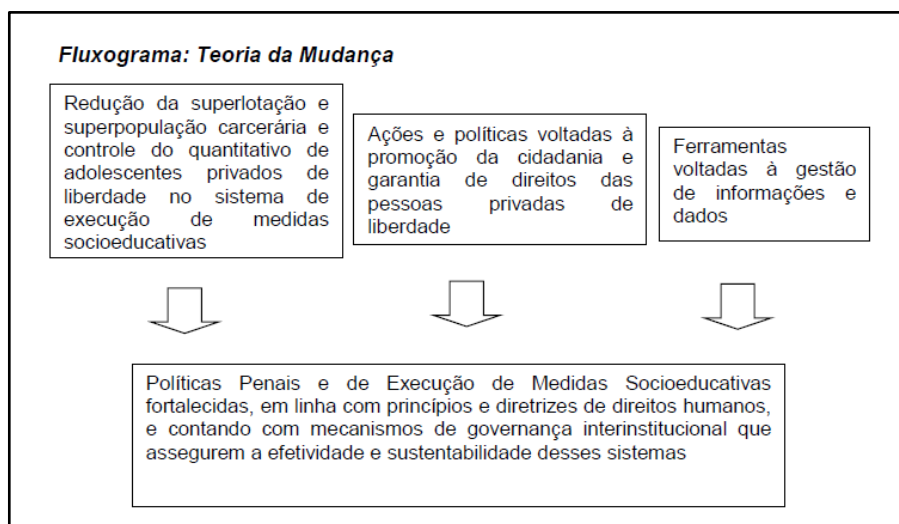 Fluxograma: Teoria da Mudança
Redução da superlotação e
superpopulação carcerária e
controle do quantitativo de
adolescentes privados de
liberdade no sistema de
execução de medidas
socioeducativas
Ações e políticas voltadas à
promoção da cidadania e
garantia de direitos das
pessoas privadas de
liberdade
Ferramentas
voltadas à gestão
de informações e
dados
Políticas Penais e de Execução de Medidas Socioeducativas
fortalecidas, em linha com princípios e diretrizes de direitos humanos,
e contando com mecanismos de governança interinstitucional que
assegurem a efetividade e sustentabilidade desses sistemas